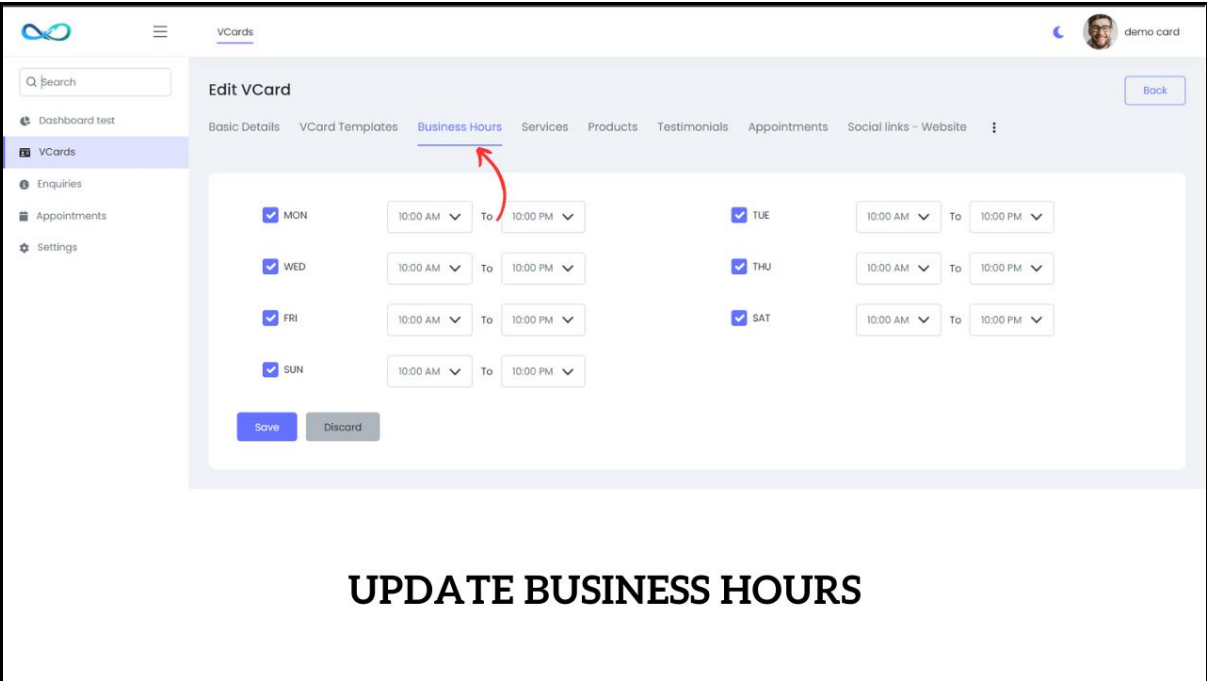 VCards
demo card
Search
Edit VCard
Back
Dashboard test
Basic Details VCard Templates Business Hours Services Products Testimonials Appointments Social links - Website
VCards
Enquiries
Appointments
Settings
MON 10:00 AM To 10:00 PM TUE 10:00 AM To 10:00 PM
WED 10:00 AM To 10:00 PM THU 10:00 AM To 10:00 PM
FRI 10:00 AM To 10:00 PM SAT 10:00 AM To 10:00 PM
SUN 10:00 AM To 10:00 PM
Save Discard
UPDATE BUSINESS HOURS